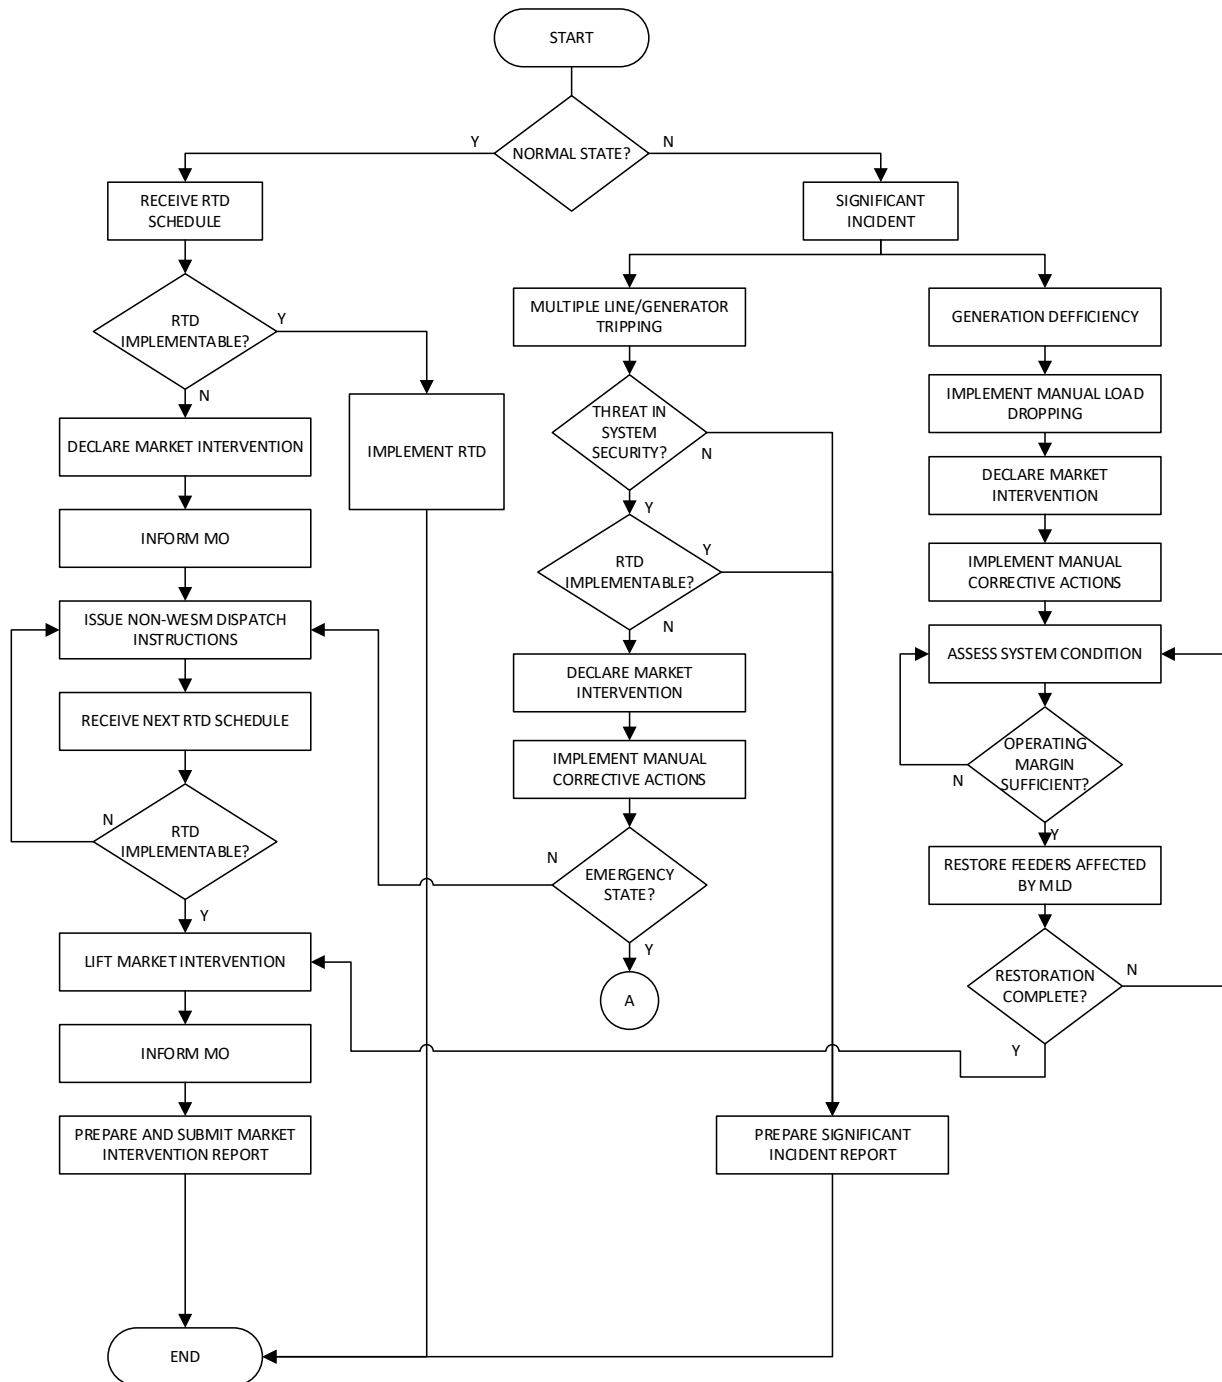 START
NORMAL STATE?
Y
N
RECEIVE RTD
SCHEDULE
SIGNIFICANT
INCIDENT
RTD
IMPLEMENTABLE?
Y
N
DECLARE MARKET INTERVENTION
INFORM MO
ISSUE NON-WESM DISPATCH
INSTRUCTIONS
RECEIVE NEXT RTD SCHEDULE
RTD
IMPLEMENTABLE?
N
Y
LIFT MARKET INTERVENTION
INFORM MO
PREPARE AND SUBMIT MARKET
INTERVENTION REPORT
END
IMPLEMENT RTD
MULTIPLE LINE/GENERATOR
TRIPPING
THREAT IN
SYSTEM
SECURITY?
N
Y
RTD
IMPLEMENTABLE?
Y
N
DECLARE MARKET
INTERVENTION
IMPLEMENT MANUAL
CORRECTIVE ACTIONS
EMERGENCY
STATE?
N
Y
A
PREPARE SIGNIFICANT
INCIDENT REPORT
GENERATION DEFFICIENCY
IMPLEMENT MANUAL LOAD
DROPPING
DECLARE MARKET
INTERVENTION
IMPLEMENT MANUAL
CORRECTIVE ACTIONS
ASSESS SYSTEM CONDITION
OPERATING
MARGIN
SUFFICIENT?
N
Y
RESTORE FEEDERS AFFECTED
BY MLD
RESTORATION
COMPLETE?
N
Y